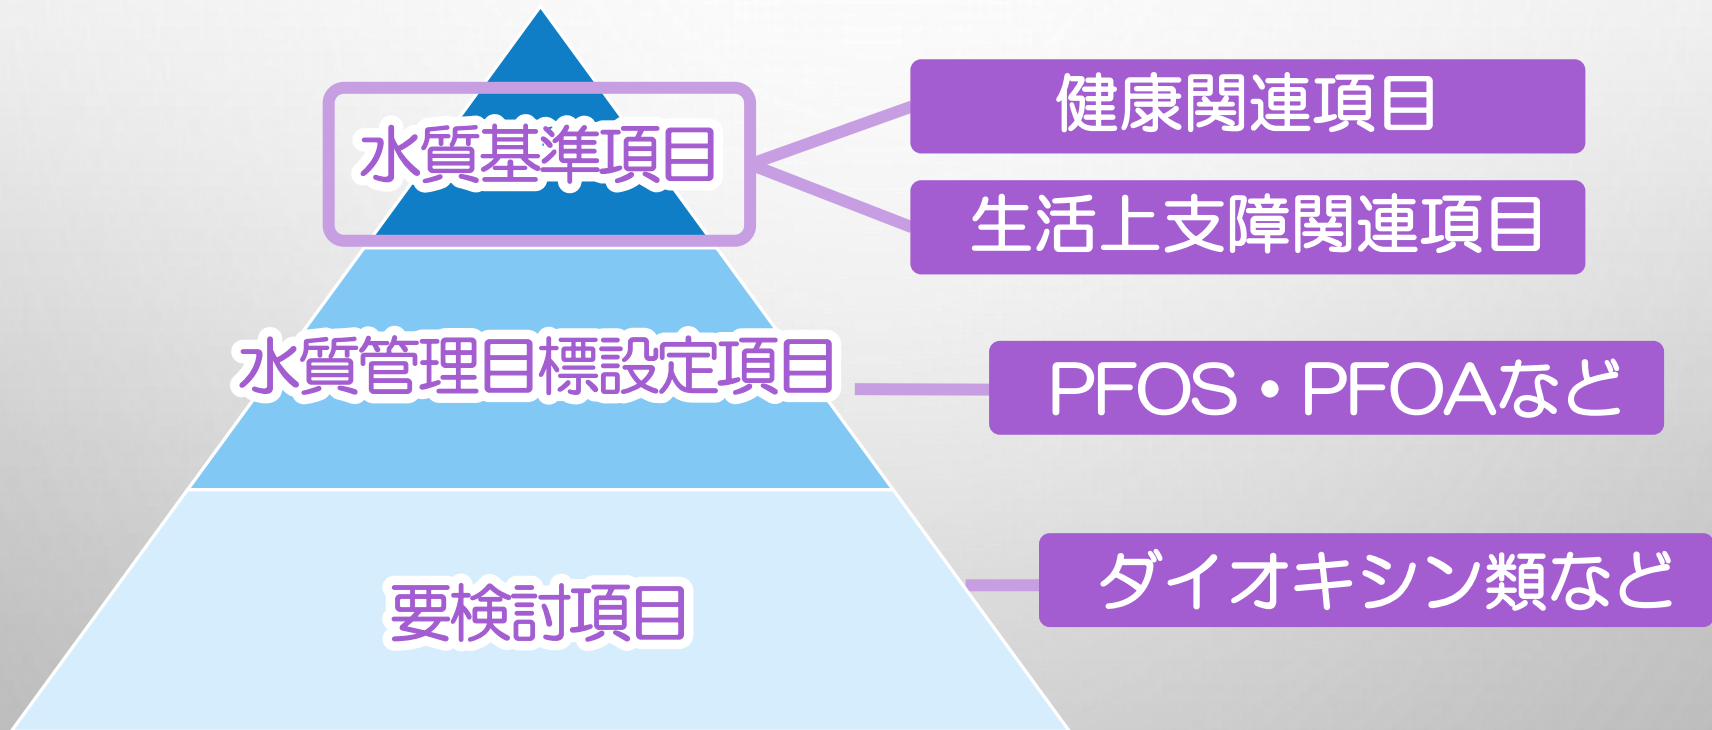 水質基準項目
健康関連項目
生活上支障関連項目
水質管理目標設定項目
PFOS・PFOAなど
要検討項目
ダイオキシン類など